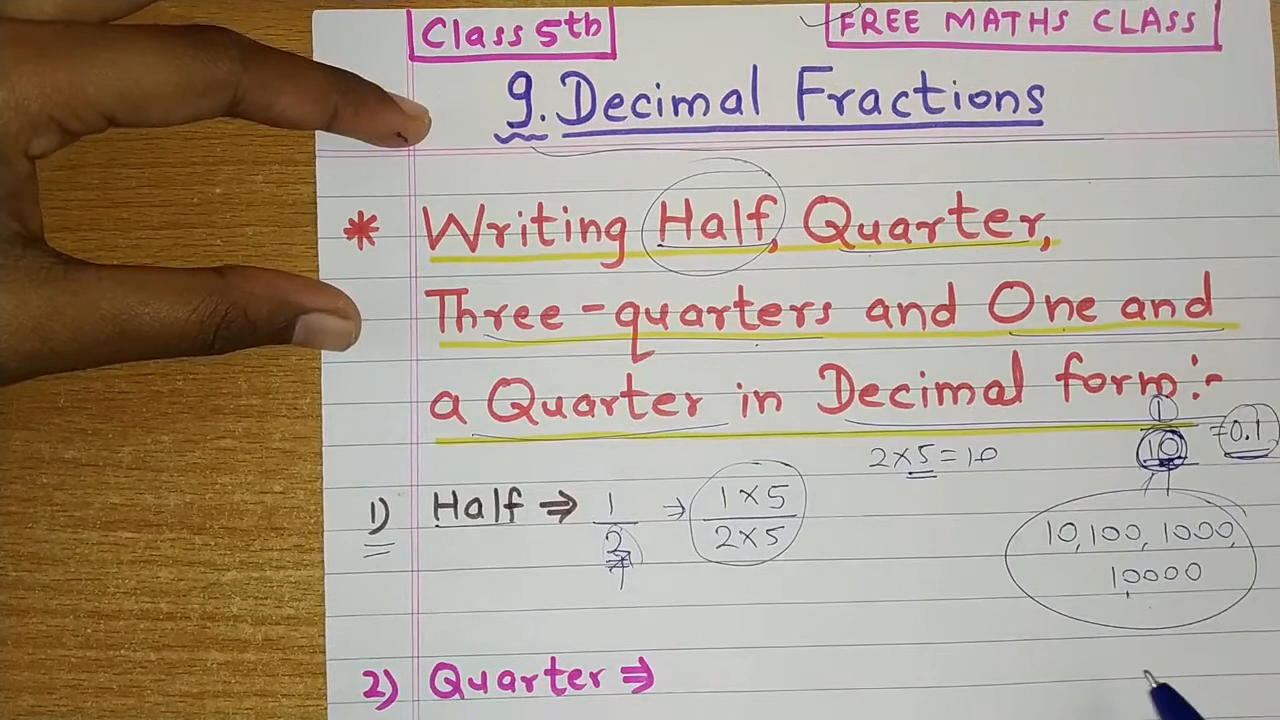 Class 5th
FREE MATHS CLASS
9. Decimal Fractions
* Writing Half, Quarter,
Three-quarters and One and
a Quarter in Decimal form:-
1/10 = 0.1
2×5=10
1) Half ⇒ 1/2 → 1×5/2×5
10,100,1000,
10000
2) Quarter ⇒